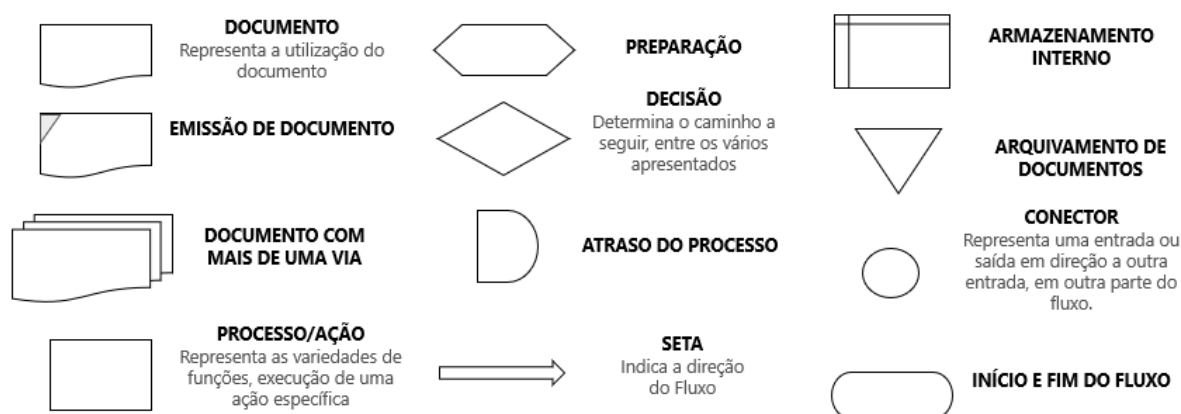 DOCUMENTO
Representa a utilização do
documento
EMISSÃO DE DOCUMENTO
DOCUMENTO COM
MAIS DE UMA VIA
PROCESSO/AÇÃO
Representa as variedades de
funções, execução de uma
ação específica
PREPARAÇÃO
DECISÃO
Determina o caminho a
seguir, entre os vários
apresentados
ATRASO DO PROCESSO
SETA
Indica a direção
do Fluxo
ARMAZENAMENTO
INTERNO
ARQUIVAMENTO DE
DOCUMENTOS
CONECTOR
Representa uma entrada ou
saída em direção a outra
entrada, em outra parte do
fluxo.
INÍCIO E FIM DO FLUXO